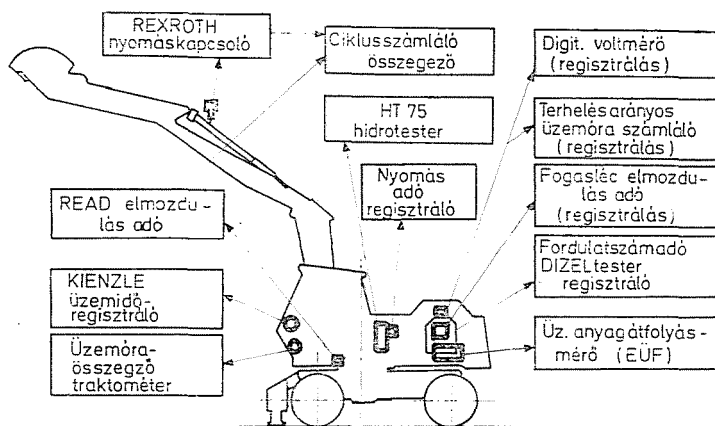 REXROTH
nyomáskapcsoló
Ciklusszámláló
összegező
Digit. voltmérő
(regisztrálás)
HT 75
hidrotester
Terhelésarányos
üzemóra számláló
(regisztrálás)
Nyomás
adó
regisztráló
Fogasléc elmozdu-
lás adó
(regisztrálás)
READ elmozdu-
lás adó
Fordulatszámadó
DIZELtester
regisztráló
KIENZLE
üzemidő-
regisztráló
Üz. anyagátfolyás-
mérő (EÜF)
Üzemóra-
összegző
traktométer